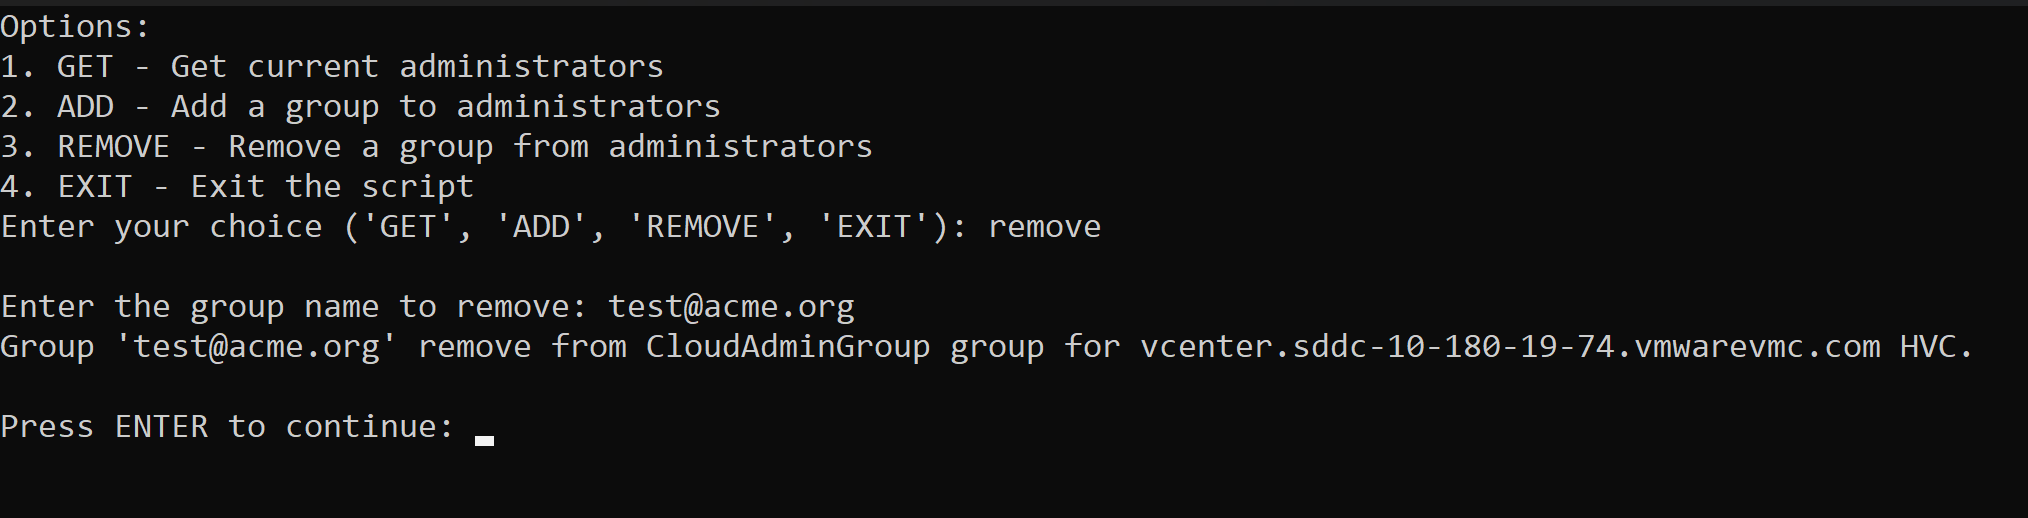 Options:
1. GET - Get current administrators
2. ADD - Add a group to administrators
3. REMOVE - Remove a group from administrators
4. EXIT - Exit the script
Enter your choice ('GET', 'ADD', 'REMOVE', 'EXIT'): remove
Enter the group name to remove: test@acme.org
Group 'test@acme.org' remove from CloudAdminGroup group for vcenter.sddc-10-180-19-74.vmwarevmc.com HVC.
Press ENTER to continue: